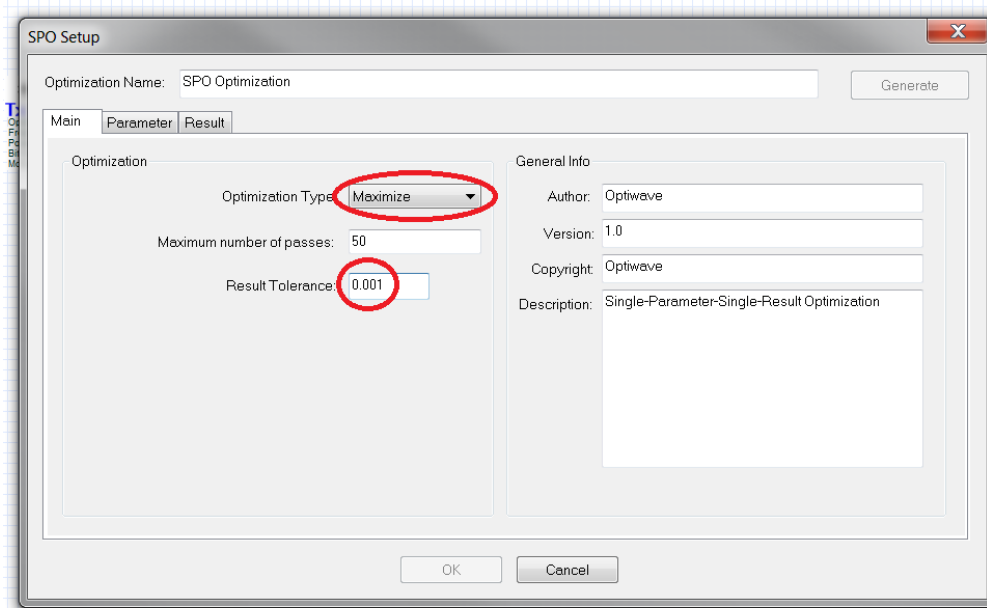 SPO Setup
Optimization Name: SPO Optimization
Generate
Main Parameter Result
Optimization
Optimization Type Maximize
Maximum number of passes: 50
Result Tolerance: 0.001
General Info
Author: Optiwave
Version: 1.0
Copyright: Optiwave
Description: Single-Parameter-Single-Result Optimization
OK Cancel